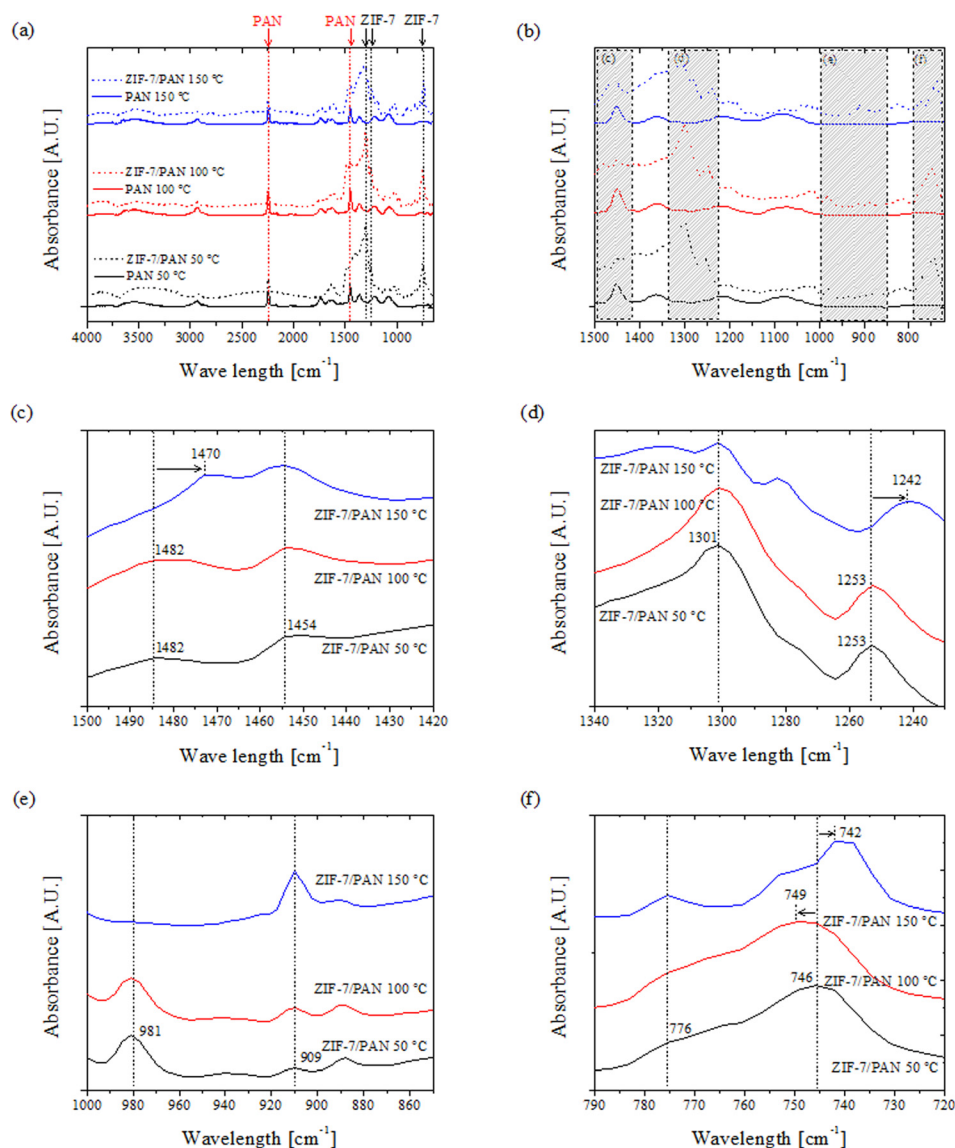 (a)
PAN PAN ZIF-7 ZIF-7
ZIF-7/PAN 150 °C
PAN 150 °C
ZIF-7/PAN 100 °C
PAN 100 °C
ZIF-7/PAN 50 °C
PAN 50 °C
Absorbance [A.U.]
4000 3500 3000 2500 2000 1500 1000
Wave length [cm⁻¹]
(b)
(c) (d) (e) (f)
Absorbance [A.U.]
1500 1400 1300 1200 1100 1000 900 800
Wavelength [cm⁻¹]
(c)
1470
ZIF-7/PAN 150 °C
1482
ZIF-7/PAN 100 °C
1454
1482
ZIF-7/PAN 50 °C
Absorbance [A.U.]
1500 1490 1480 1470 1460 1450 1440 1430 1420
Wave length [cm⁻¹]
(d)
ZIF-7/PAN 150 °C
1242
ZIF-7/PAN 100 °C
1301
1253
ZIF-7/PAN 50 °C
1253
Absorbance [A.U.]
1340 1320 1300 1280 1260 1240
Wave length [cm⁻¹]
(e)
ZIF-7/PAN 150 °C
ZIF-7/PAN 100 °C
981
ZIF-7/PAN 50 °C
909
Absorbance [A.U.]
1000 980 960 940 920 900 880 860
Wavelength [cm⁻¹]
(f)
742
ZIF-7/PAN 150 °C
749
ZIF-7/PAN 100 °C
746
776
ZIF-7/PAN 50 °C
Absorbance [A.U.]
790 780 770 760 750 740 730 720
Wave length [cm⁻¹]